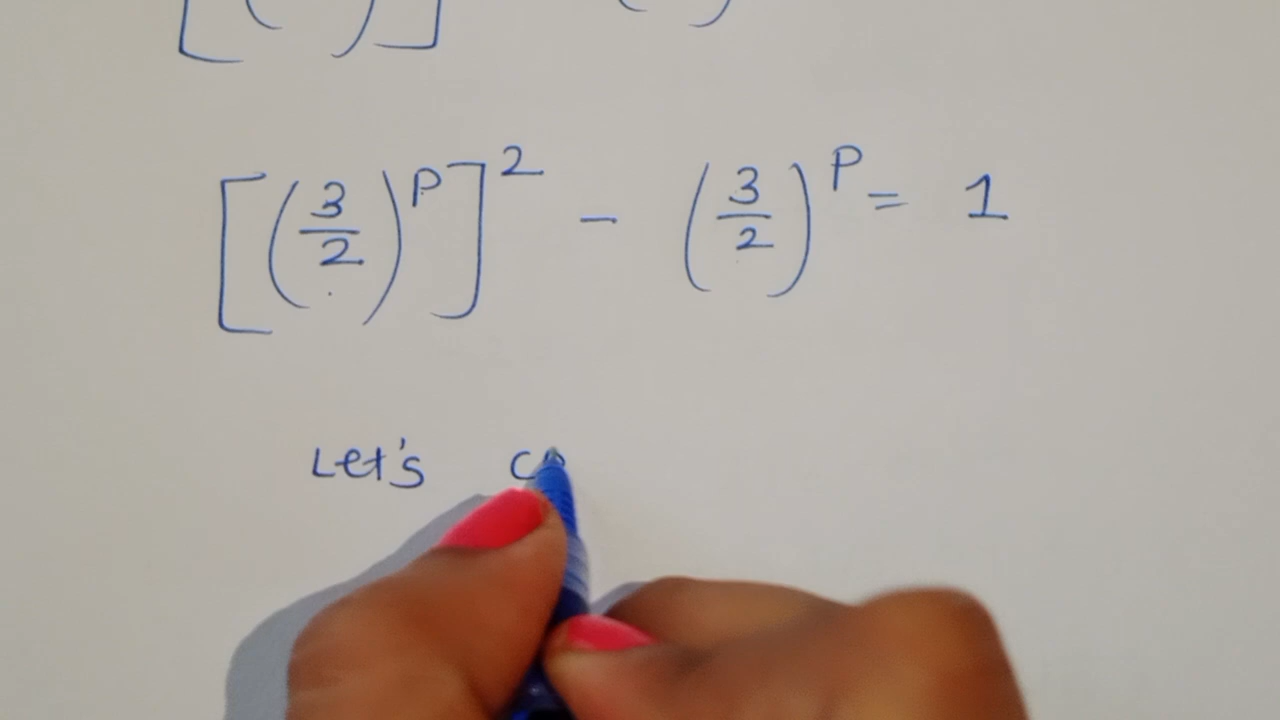 [(3/2)^P]^2 - (3/2)^P = 1
Let's